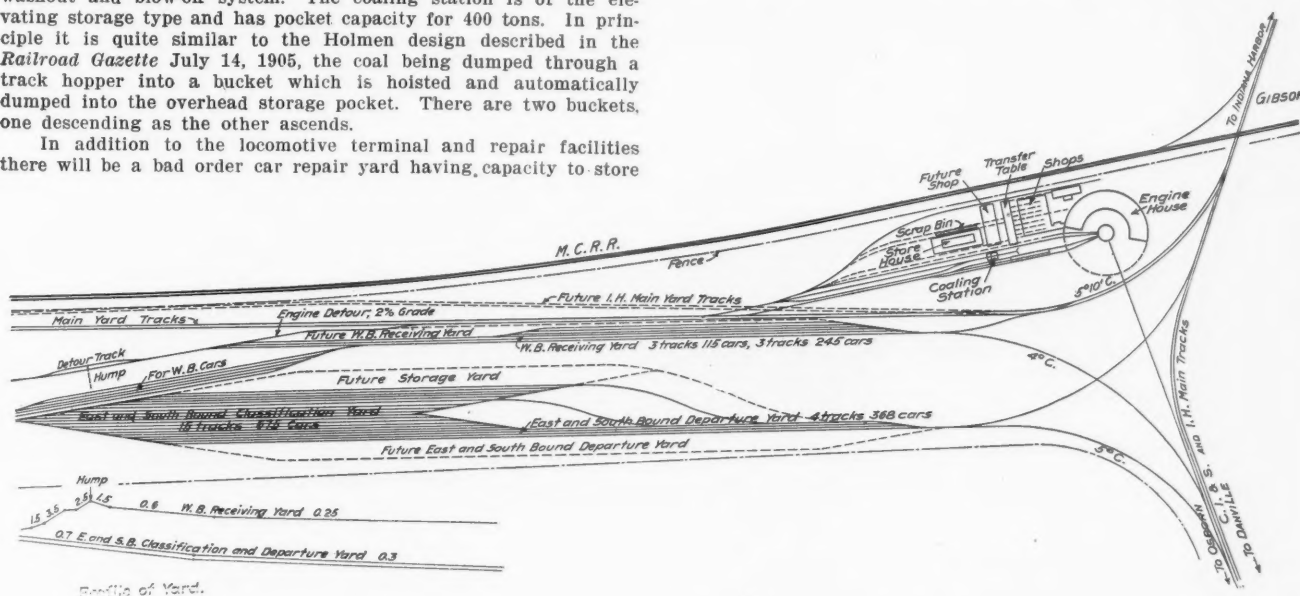 washout and blow-off system. The coaling station is of the ele-
vating storage type and has pocket capacity for 400 tons. In prin-
ciple it is quite similar to the Holmen design described in the
Railroad Gazette July 14, 1905, the coal being dumped through a
track hopper into a bucket which is hoisted and automatically
dumped into the overhead storage pocket. There are two buckets,
one descending as the other ascends.
In addition to the locomotive terminal and repair facilities
there will be a bad order car repair yard having capacity to store
TO INDIANA HARBOR
GIBSON
Future
Shop
Transfer
Table
Shops
Engine
House
Scrap Bin
Store
House
Coaling
Station
M.C.R.R.
Fence
5°10'C.
Future I.H. Main Yard Tracks
Main Yard Tracks
Engine Detour, 2% Grade
Future W.B. Receiving Yard
W.B. Receiving Yard 3 tracks 115 cars, 3 tracks 245 cars
Detour Track
Hump
For W.B. Cars
4°C.
Future Storage Yard
East and South Bound Classification Yard
15 tracks 675 Cars
East and South Bound Departure Yard 4 tracks 368 cars
Future East and South Bound Departure Yard
5°C.
C.I. & S. AND I.H. Main Tracks
TO OSBORN
TO DANVILLE
Hump
1.5 3.5 2.5 4.5 0.6 W.B. Receiving Yard 0.25
0.7 E. and S.B. Classification and Departure Yard 0.3
Profile of Yard.